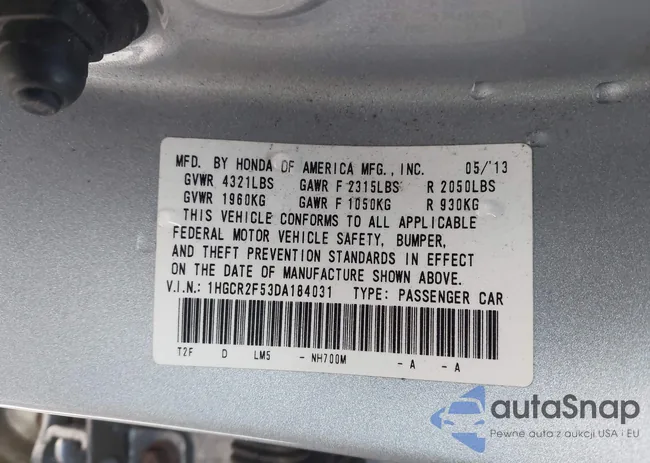 MFD. BY HONDA OF AMERICA MFG., INC. 05/'13
GVWR 4321LBS GAWR F 2315LBS R 2050LBS
GVWR 1960KG GAWR F 1050KG R 930KG
THIS VEHICLE CONFORMS TO ALL APPLICABLE
FEDERAL MOTOR VEHICLE SAFETY, BUMPER,
AND THEFT PREVENTION STANDARDS IN EFFECT
ON THE DATE OF MANUFACTURE SHOWN ABOVE.
V.I.N.: 1HGCR2F53DA184031 TYPE: PASSENGER CAR
T2F D LM5 - NH700M - A - A
autaSnap
Pewne auta z aukcji USA i EU